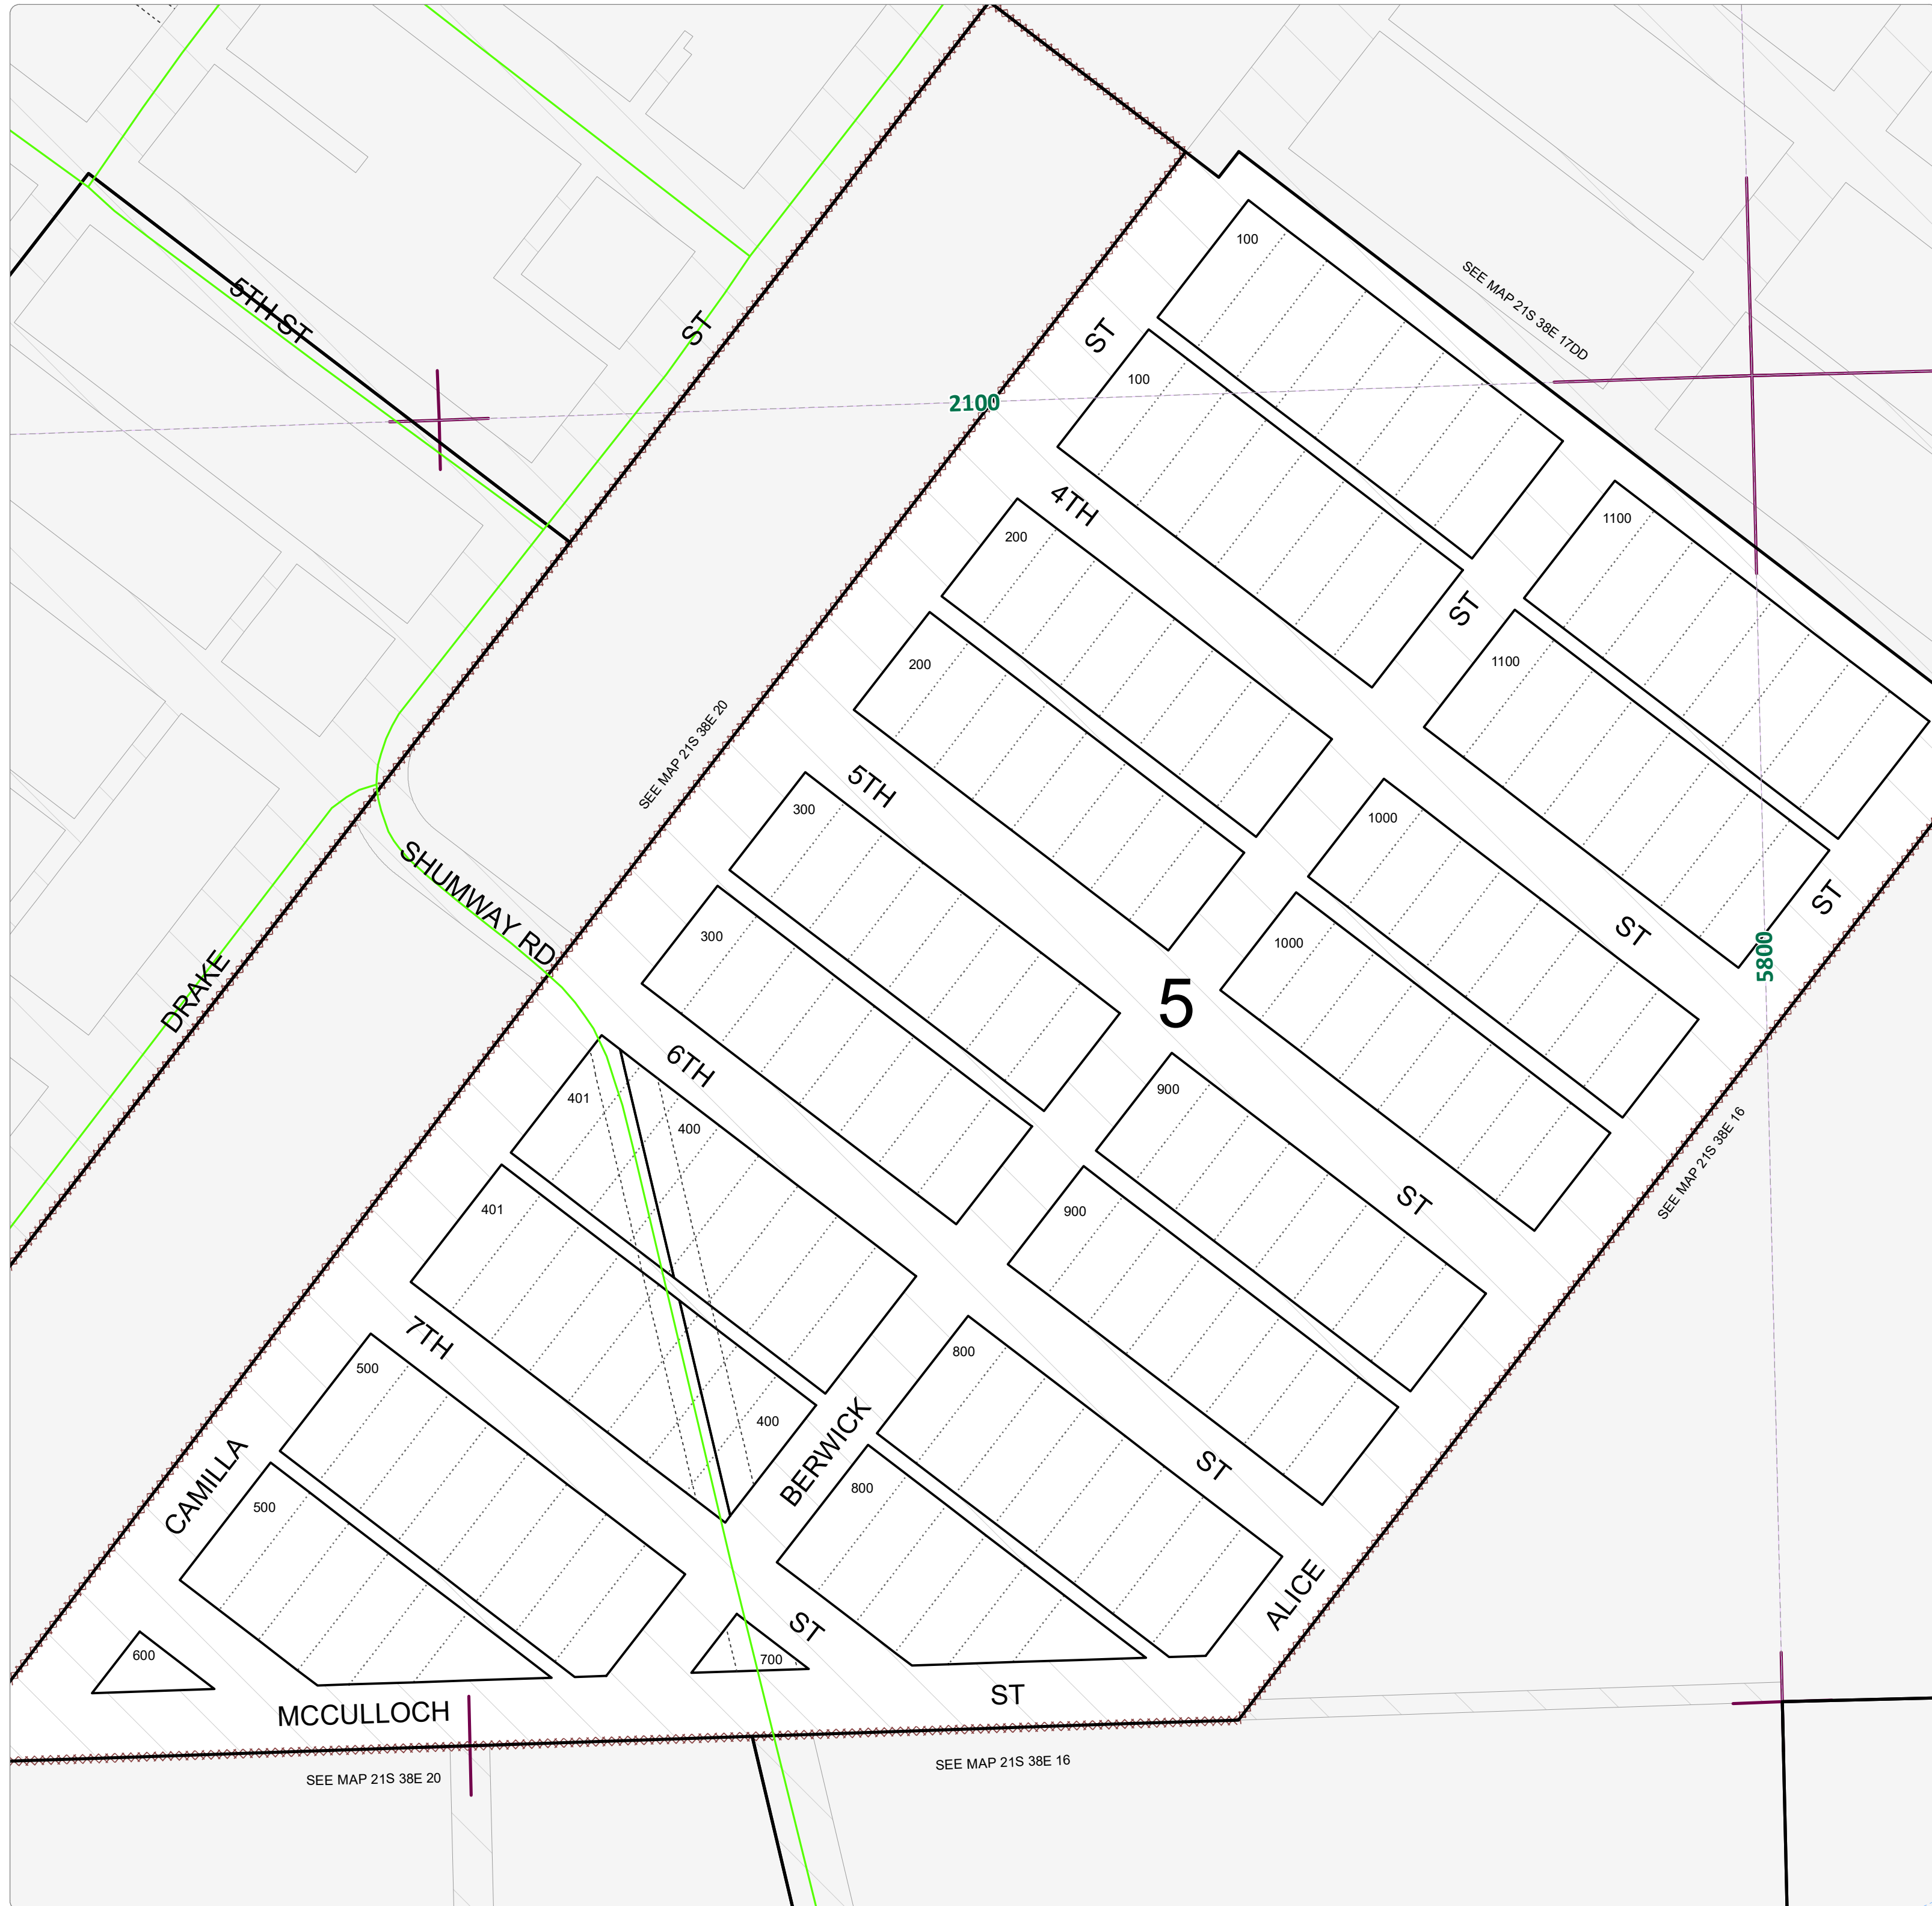 100
SEE MAP 21S 38E 17DD
5TH ST
ST
ST
100
2100
4TH
1100
200
ST
1100
200
SEE MAP 21S 38E 20
5TH
300
1000
SHUMWAY RD
ST
ST
300
1000
5800
DRAKE
5
6TH
401
900
400
SEE MAP 21S 38E 16
401
900
ST
7TH
500
800
400
BERWICK
ST
CAMILLA
500
800
ALICE
ST
600
700
MCCULLOCH
ST
SEE MAP 21S 38E 20
SEE MAP 21S 38E 16